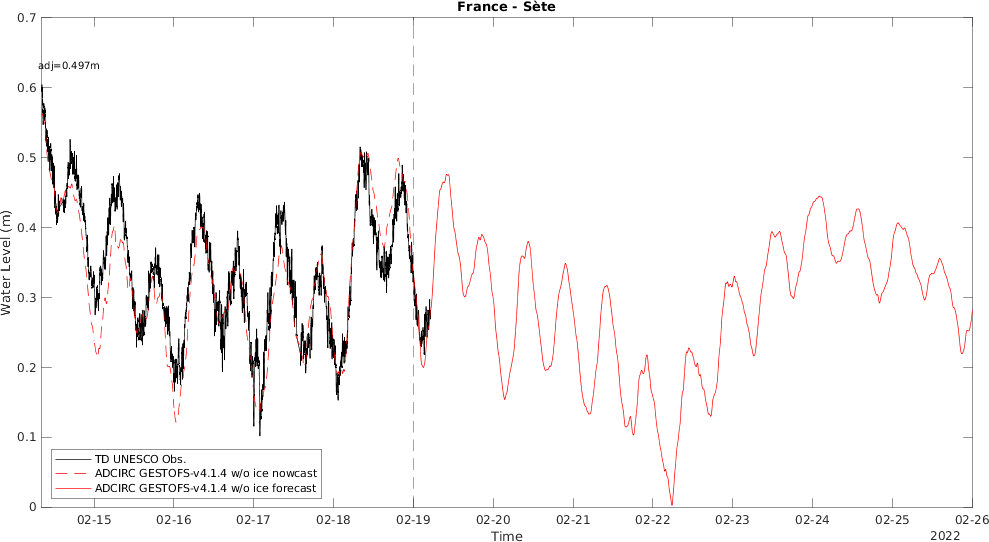 France - Sète
adj=0.497m
0.7
0.6
0.5
0.4
0.3
0.2
0.1
0
Water Level (m)
TD UNESCO Obs.
ADCIRC GESTOFS-v4.1.4 w/o ice nowcast
ADCIRC GESTOFS-v4.1.4 w/o ice forecast
02-15 02-16 02-17 02-18 02-19 02-20 02-21 02-22 02-23 02-24 02-25 02-26
Time
2022